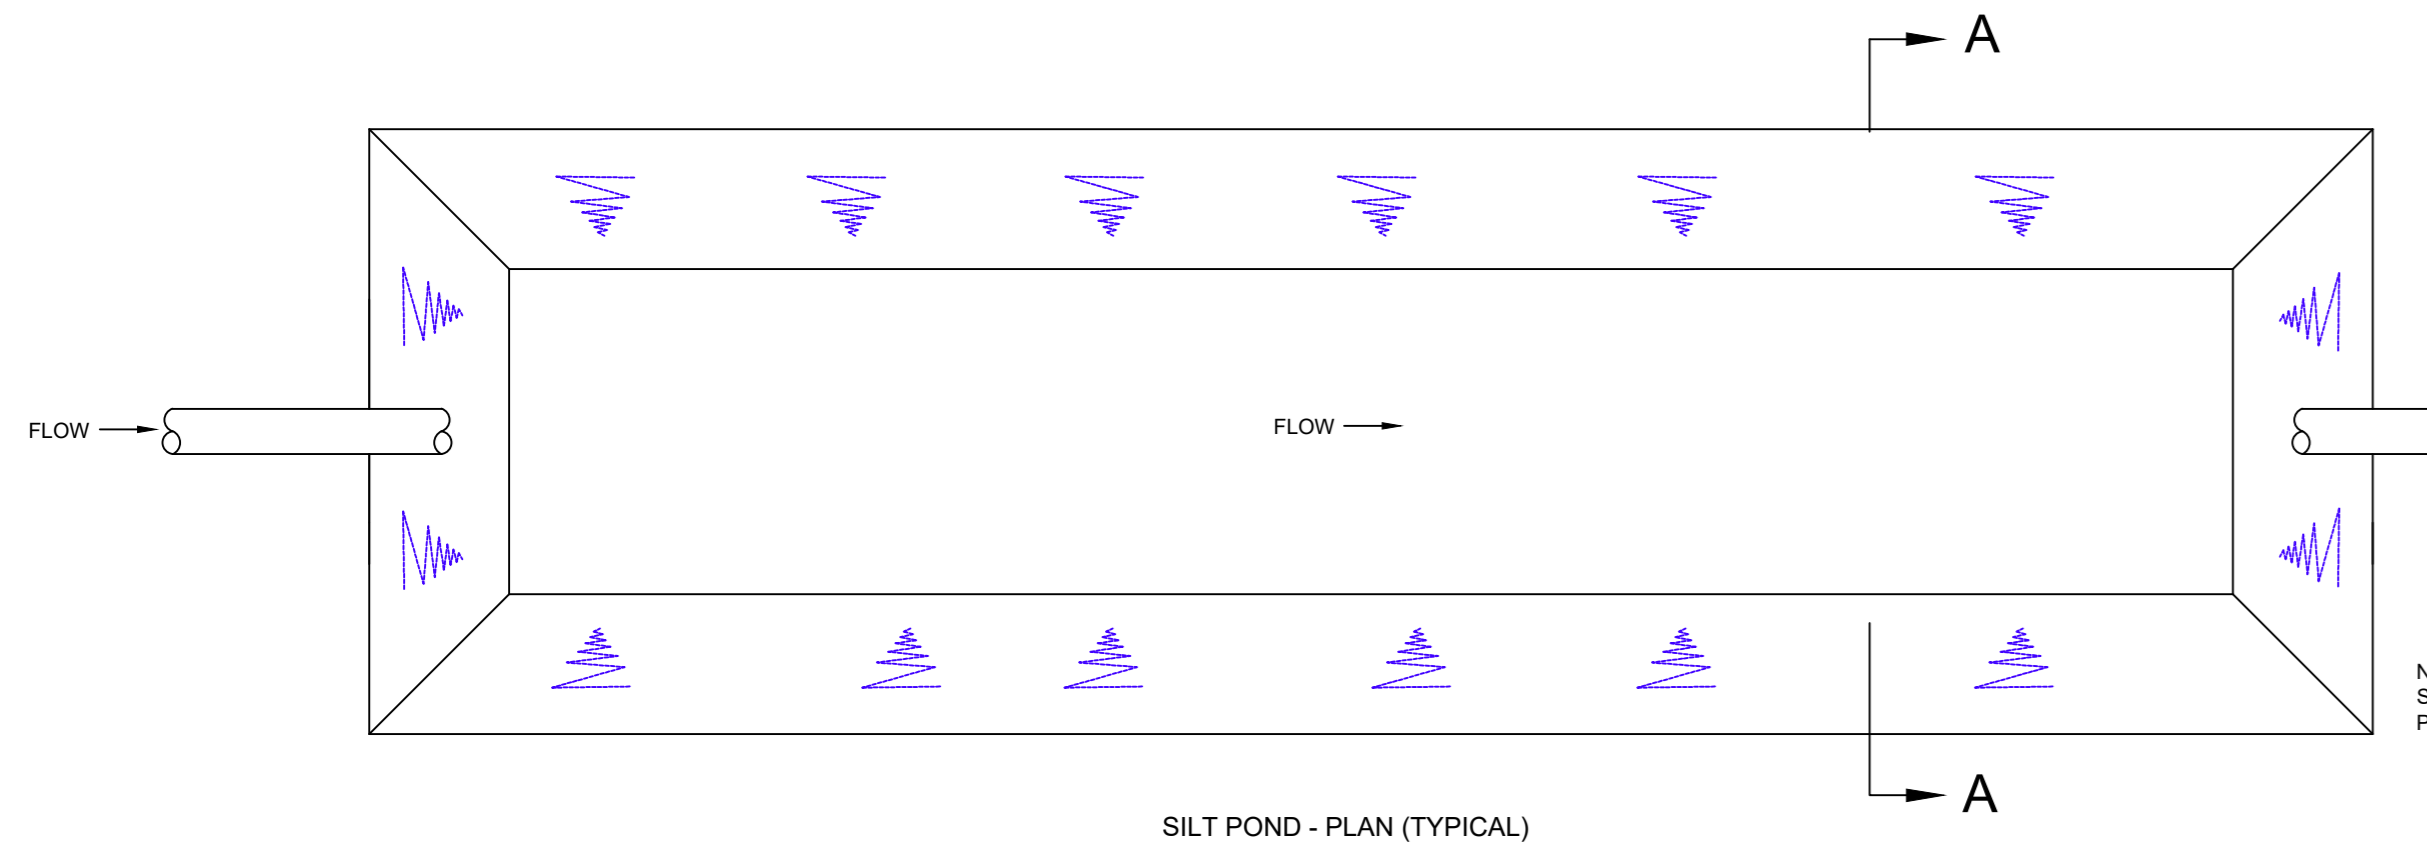 A
FLOW
FLOW
A
SILT POND - PLAN (TYPICAL)